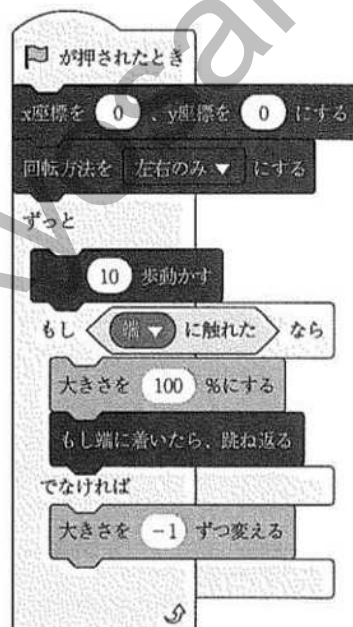 が押されたとき
x座標を 0 、y座標を 0 にする
回転方法を 左右のみ ▼ にする
ずっと
10 歩動かす
もし 端 ▼ に触れた なら
大きさを 100 %にする
もし端に着いたら、跳ね返る
でなければ
大きさを −1 ずつ変える